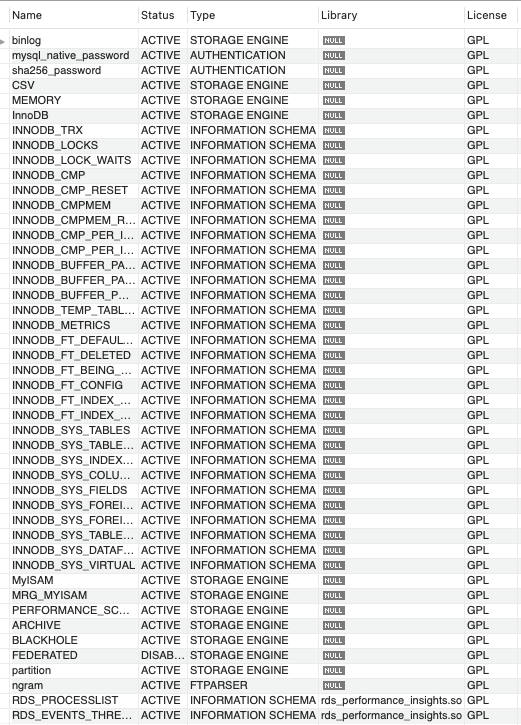 Name Status Type Library License
binlog ACTIVE STORAGE ENGINE NULL GPL
mysql_native_password ACTIVE AUTHENTICATION NULL GPL
sha256_password ACTIVE AUTHENTICATION NULL GPL
CSV ACTIVE STORAGE ENGINE NULL GPL
MEMORY ACTIVE STORAGE ENGINE NULL GPL
InnoDB ACTIVE STORAGE ENGINE NULL GPL
INNODB_TRX ACTIVE INFORMATION SCHEMA NULL GPL
INNODB_LOCKS ACTIVE INFORMATION SCHEMA NULL GPL
INNODB_LOCK_WAITS ACTIVE INFORMATION SCHEMA NULL GPL
INNODB_CMP ACTIVE INFORMATION SCHEMA NULL GPL
INNODB_CMP_RESET ACTIVE INFORMATION SCHEMA NULL GPL
INNODB_CMPMEM ACTIVE INFORMATION SCHEMA NULL GPL
INNODB_CMPMEM_R... ACTIVE INFORMATION SCHEMA NULL GPL
INNODB_CMP_PER_I... ACTIVE INFORMATION SCHEMA NULL GPL
INNODB_CMP_PER_I... ACTIVE INFORMATION SCHEMA NULL GPL
INNODB_BUFFER_PA... ACTIVE INFORMATION SCHEMA NULL GPL
INNODB_BUFFER_PA... ACTIVE INFORMATION SCHEMA NULL GPL
INNODB_BUFFER_P... ACTIVE INFORMATION SCHEMA NULL GPL
INNODB_TEMP_TABL... ACTIVE INFORMATION SCHEMA NULL GPL
INNODB_METRICS ACTIVE INFORMATION SCHEMA NULL GPL
INNODB_FT_DEFAUL... ACTIVE INFORMATION SCHEMA NULL GPL
INNODB_FT_DELETED ACTIVE INFORMATION SCHEMA NULL GPL
INNODB_FT_BEING_... ACTIVE INFORMATION SCHEMA NULL GPL
INNODB_FT_CONFIG ACTIVE INFORMATION SCHEMA NULL GPL
INNODB_FT_INDEX_... ACTIVE INFORMATION SCHEMA NULL GPL
INNODB_FT_INDEX_... ACTIVE INFORMATION SCHEMA NULL GPL
INNODB_SYS_TABLES ACTIVE INFORMATION SCHEMA NULL GPL
INNODB_SYS_TABLE... ACTIVE INFORMATION SCHEMA NULL GPL
INNODB_SYS_INDEX... ACTIVE INFORMATION SCHEMA NULL GPL
INNODB_SYS_COLU... ACTIVE INFORMATION SCHEMA NULL GPL
INNODB_SYS_FIELDS ACTIVE INFORMATION SCHEMA NULL GPL
INNODB_SYS_FOREI... ACTIVE INFORMATION SCHEMA NULL GPL
INNODB_SYS_FOREI... ACTIVE INFORMATION SCHEMA NULL GPL
INNODB_SYS_TABLE... ACTIVE INFORMATION SCHEMA NULL GPL
INNODB_SYS_DATAF... ACTIVE INFORMATION SCHEMA NULL GPL
INNODB_SYS_VIRTUAL ACTIVE INFORMATION SCHEMA NULL GPL
MyISAM ACTIVE STORAGE ENGINE NULL GPL
MRG_MYISAM ACTIVE STORAGE ENGINE NULL GPL
PERFORMANCE_SC... ACTIVE STORAGE ENGINE NULL GPL
ARCHIVE ACTIVE STORAGE ENGINE NULL GPL
BLACKHOLE ACTIVE STORAGE ENGINE NULL GPL
FEDERATED DISAB... STORAGE ENGINE NULL GPL
partition ACTIVE STORAGE ENGINE NULL GPL
ngram ACTIVE FTPARSER NULL GPL
RDS_PROCESSLIST ACTIVE INFORMATION SCHEMA rds_performance_insights.so GPL
RDS_EVENTS_THRE... ACTIVE INFORMATION SCHEMA rds_performance_insights.so GPL